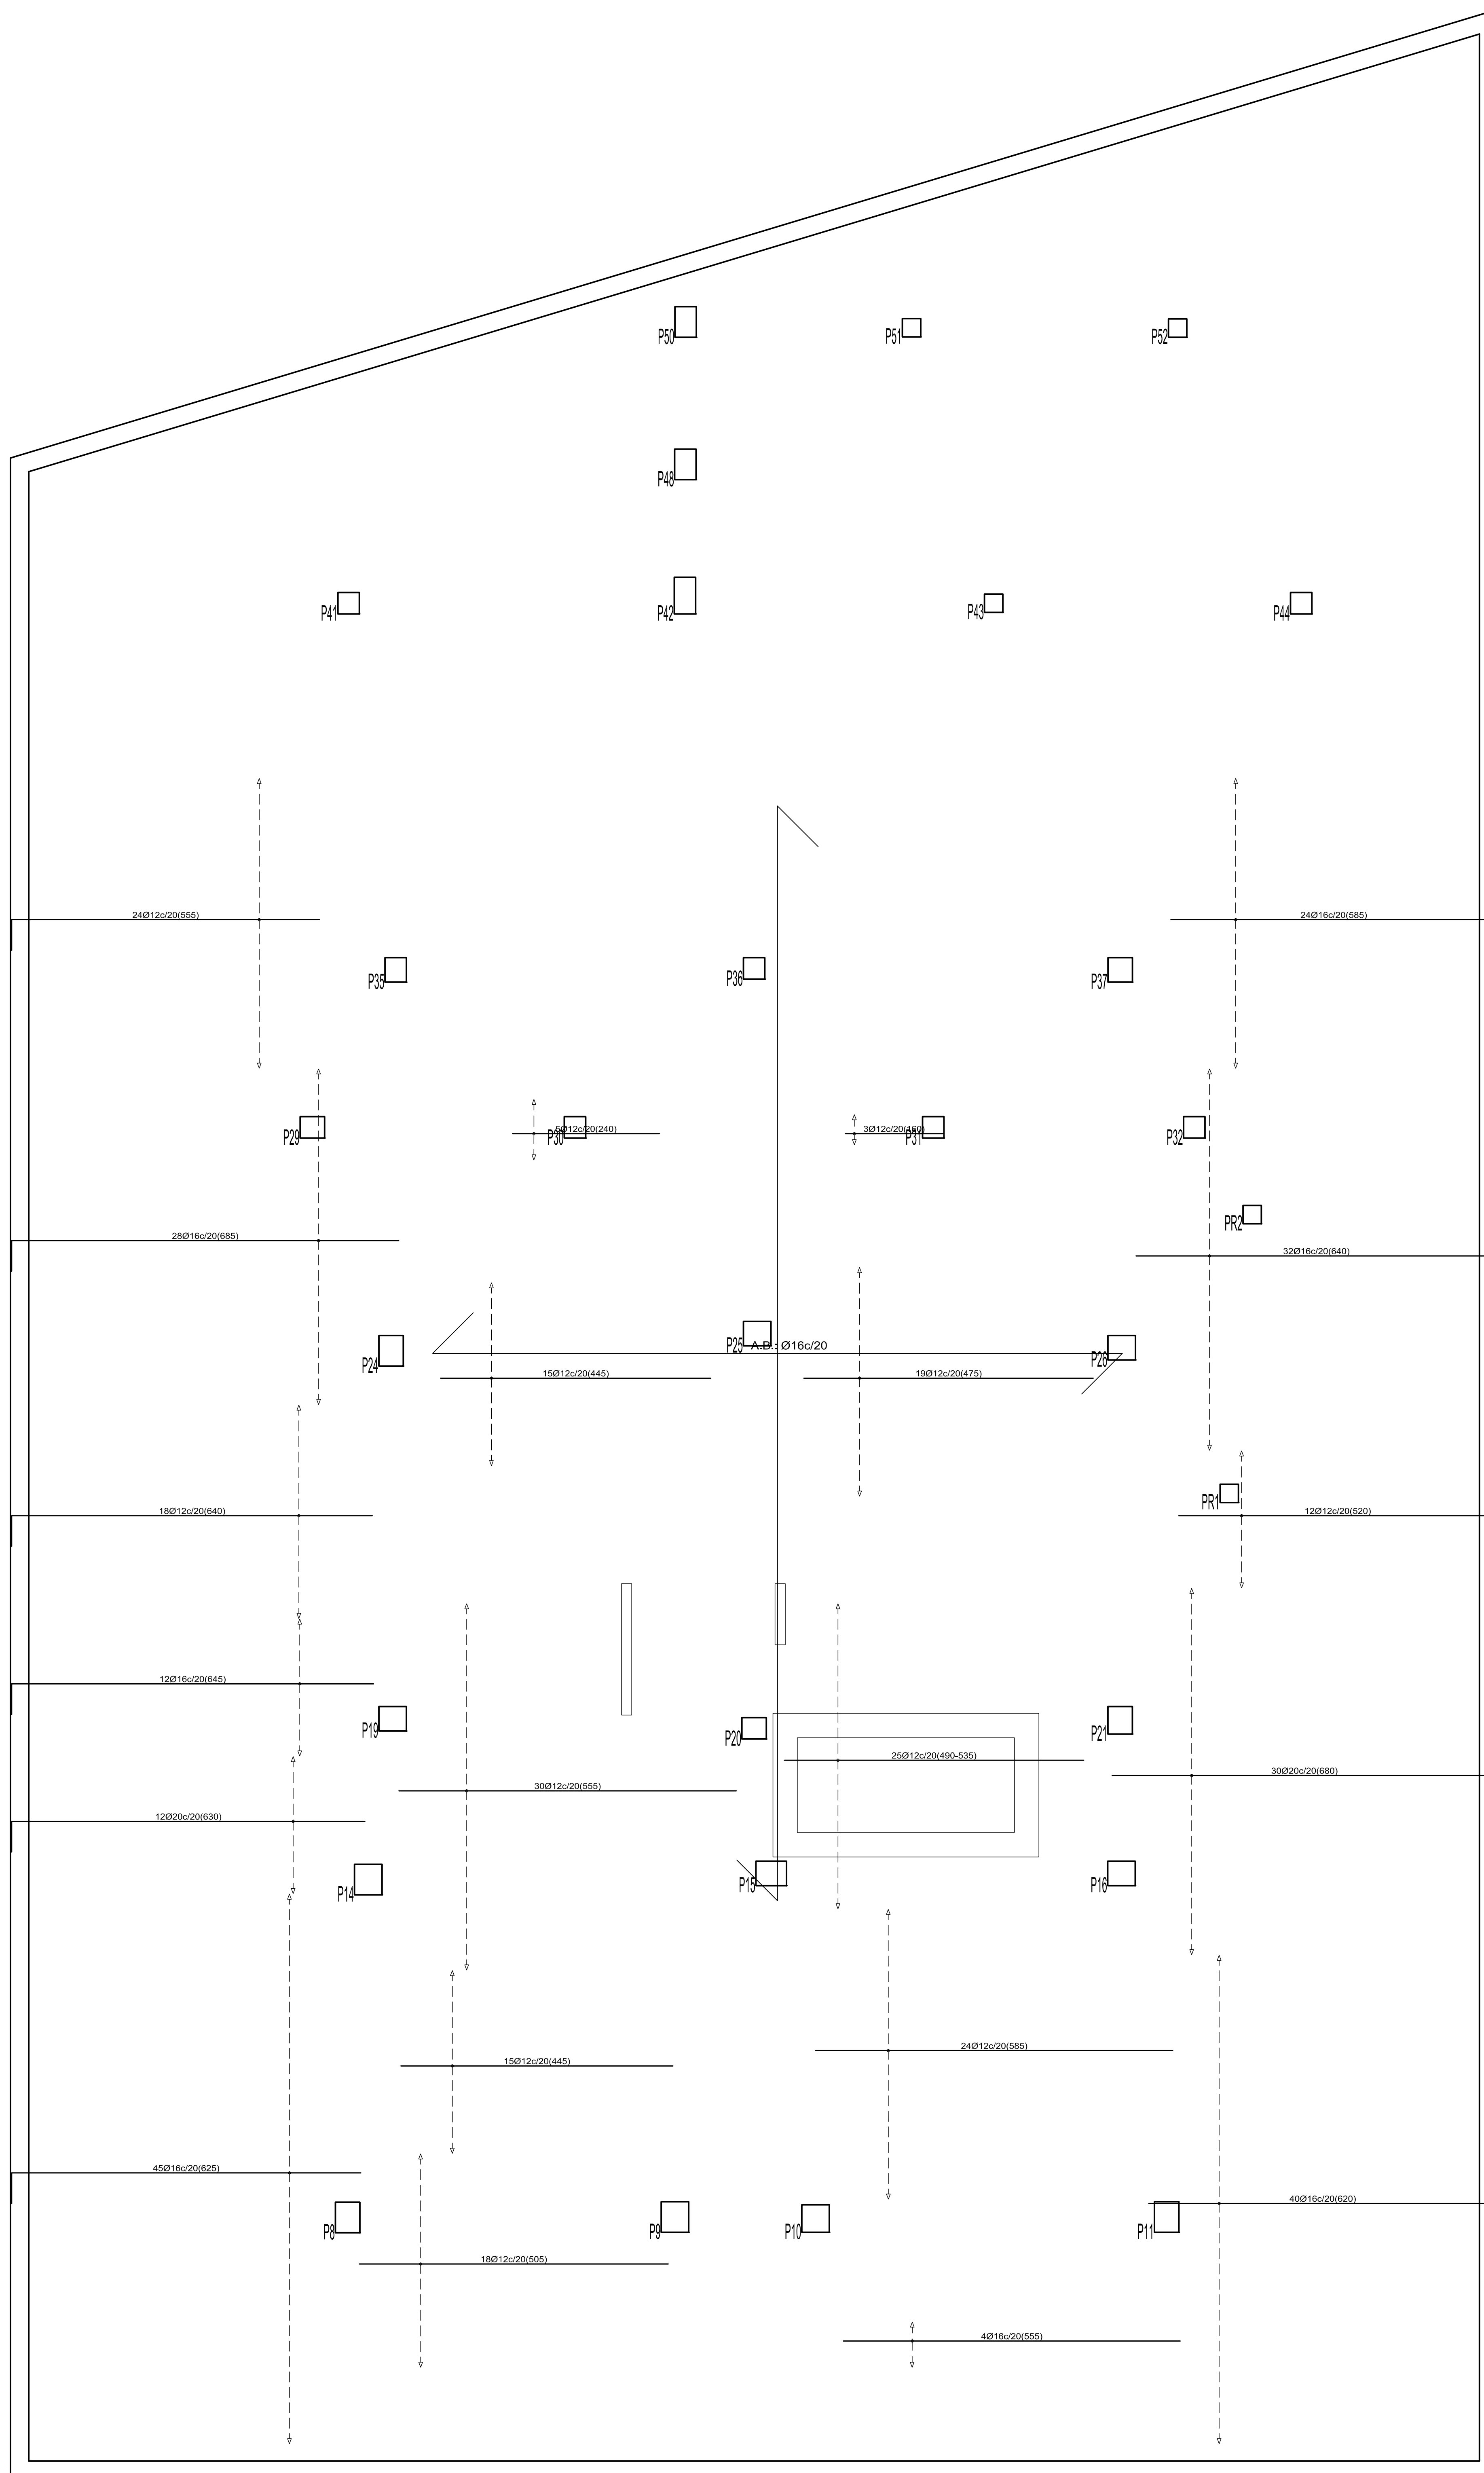 P50
P51
P52
P48
P41
P42
P43
P44
24Ø12c/20(555)
24Ø16c/20(585)
P35
P36
P37
5Ø12c/20(240)
3Ø12c/20(160)
P29
P30
P31
P32
PR2
28Ø16c/20(685)
32Ø16c/20(640)
P24
P25
A.B.: Ø16c/20
P26
15Ø12c/20(445)
19Ø12c/20(475)
PR1
18Ø12c/20(640)
12Ø12c/20(520)
12Ø16c/20(645)
P19
P20
P21
25Ø12c/20(490-535)
30Ø20c/20(680)
30Ø12c/20(555)
12Ø20c/20(630)
P14
P15
P16
24Ø12c/20(585)
15Ø12c/20(445)
45Ø16c/20(625)
40Ø16c/20(620)
P8
P9
P10
P11
18Ø12c/20(505)
4Ø16c/20(555)